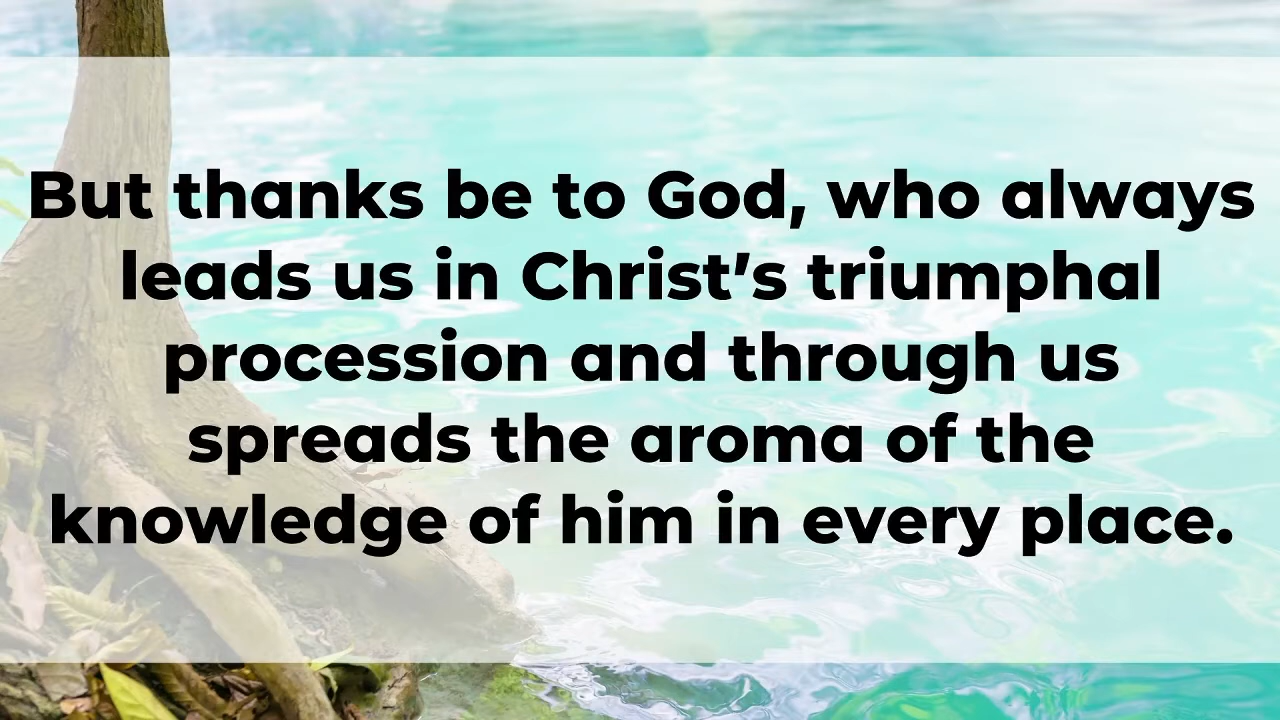 But thanks be to God, who always
leads us in Christ’s triumphal
procession and through us
spreads the aroma of the
knowledge of him in every place.